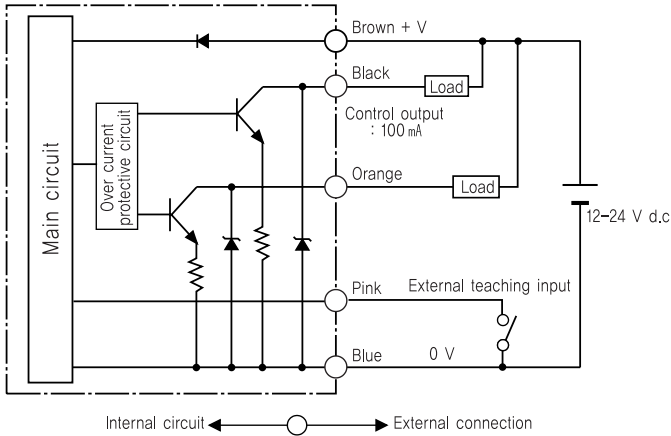 Brown + V
Black
Load
Control output
: 100 mA
Over current
protective circuit
Main circuit
Orange
Load
12-24 V d.c
Pink
External teaching input
Blue
0 V
Internal circuit
External connection